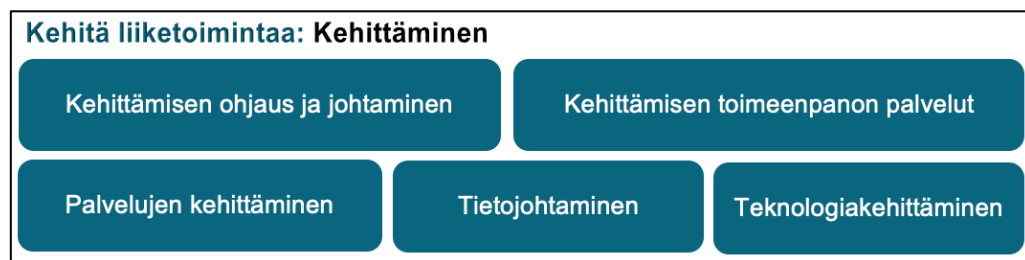 Kehitä liiketoimintaa: Kehittäminen
Kehittämisen ohjaus ja johtaminen
Kehittämisen toimeenpanon palvelut
Palvelujen kehittäminen
Tietojohtaminen
Teknologiakehittäminen